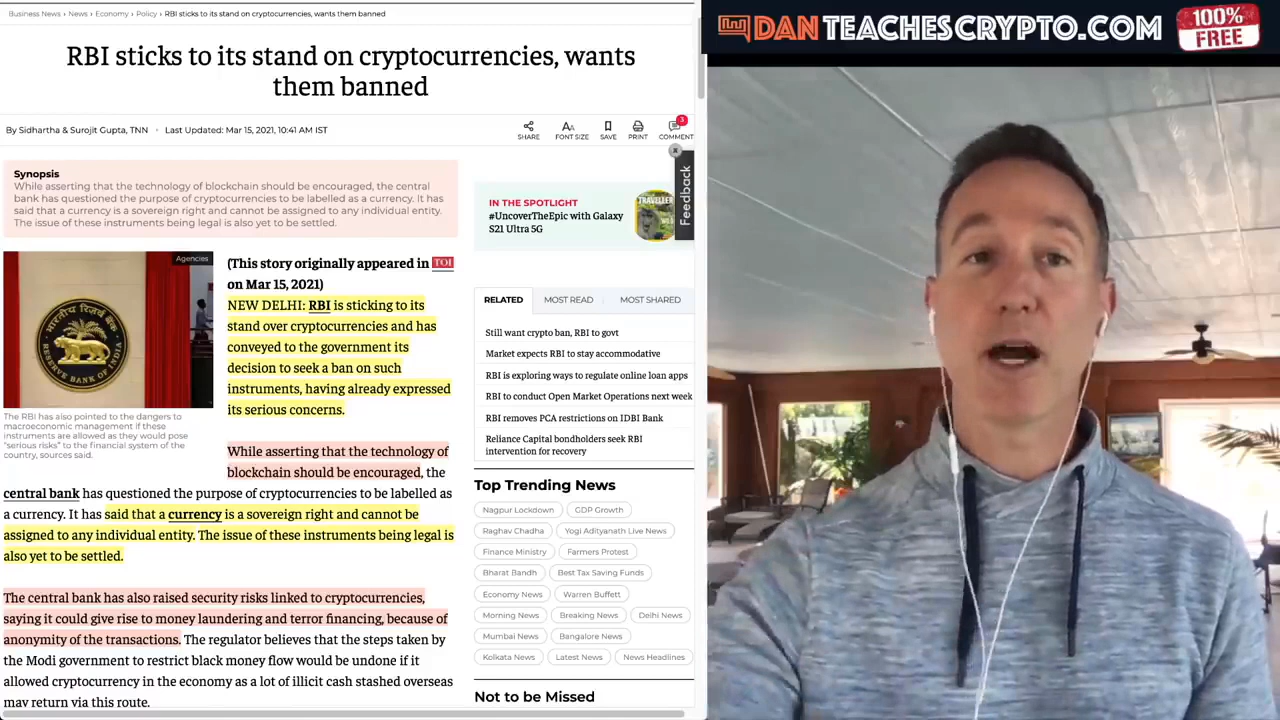 Business News › News › Economy › Policy › RBI sticks to its stand on cryptocurrencies, wants them banned
RBI sticks to its stand on cryptocurrencies, wants
them banned
By Sidhartha & Surojit Gupta, TNN • Last Updated: Mar 15, 2021, 10:41 AM IST
SHARE
FONT SIZE
SAVE
PRINT
3
COMMENT
Synopsis
While asserting that the technology of blockchain should be encouraged, the central
bank has questioned the purpose of cryptocurrencies to be labelled as a currency. It has
said that a currency is a sovereign right and cannot be assigned to any individual entity.
The issue of these instruments being legal is also yet to be settled.
Agencies
भारतीय रिज़र्व बैंक
RESERVE BANK OF INDIA
The RBI has also pointed to the dangers to
macroeconomic management if these
instruments are allowed as they would pose
"serious risks" to the financial system of the
country, sources said.
(This story originally appeared in TOI
on Mar 15, 2021)
NEW DELHI: RBI is sticking to its
stand over cryptocurrencies and has
conveyed to the government its
decision to seek a ban on such
instruments, having already expressed
its serious concerns.
While asserting that the technology of
blockchain should be encouraged, the
central bank has questioned the purpose of cryptocurrencies to be labelled as
a currency. It has said that a currency is a sovereign right and cannot be
assigned to any individual entity. The issue of these instruments being legal is
also yet to be settled.
The central bank has also raised security risks linked to cryptocurrencies,
saying it could give rise to money laundering and terror financing, because of
anonymity of the transactions. The regulator believes that the steps taken by
the Modi government to restrict black money flow would be undone if it
allowed cryptocurrency in the economy as a lot of illicit cash stashed overseas
may return via this route.
IN THE SPOTLIGHT
#UncoverTheEpic with Galaxy
S21 Ultra 5G
TRAVELLER
Feedback
RELATED
MOST READ
MOST SHARED
Still want crypto ban, RBI to govt
Market expects RBI to stay accommodative
RBI is exploring ways to regulate online loan apps
RBI to conduct Open Market Operations next week
RBI removes PCA restrictions on IDBI Bank
Reliance Capital bondholders seek RBI
intervention for recovery
Top Trending News
Nagpur Lockdown
GDP Growth
Raghav Chadha
Yogi Adityanath Live News
Finance Ministry
Farmers Protest
Bharat Bandh
Best Tax Saving Funds
Economy News
Warren Buffett
Morning News
Breaking News
Delhi News
Mumbai News
Bangalore News
Kolkata News
Latest News
News Headlines
Not to be Missed
DANTEACHESCRYPTO.COM
100%
FREE